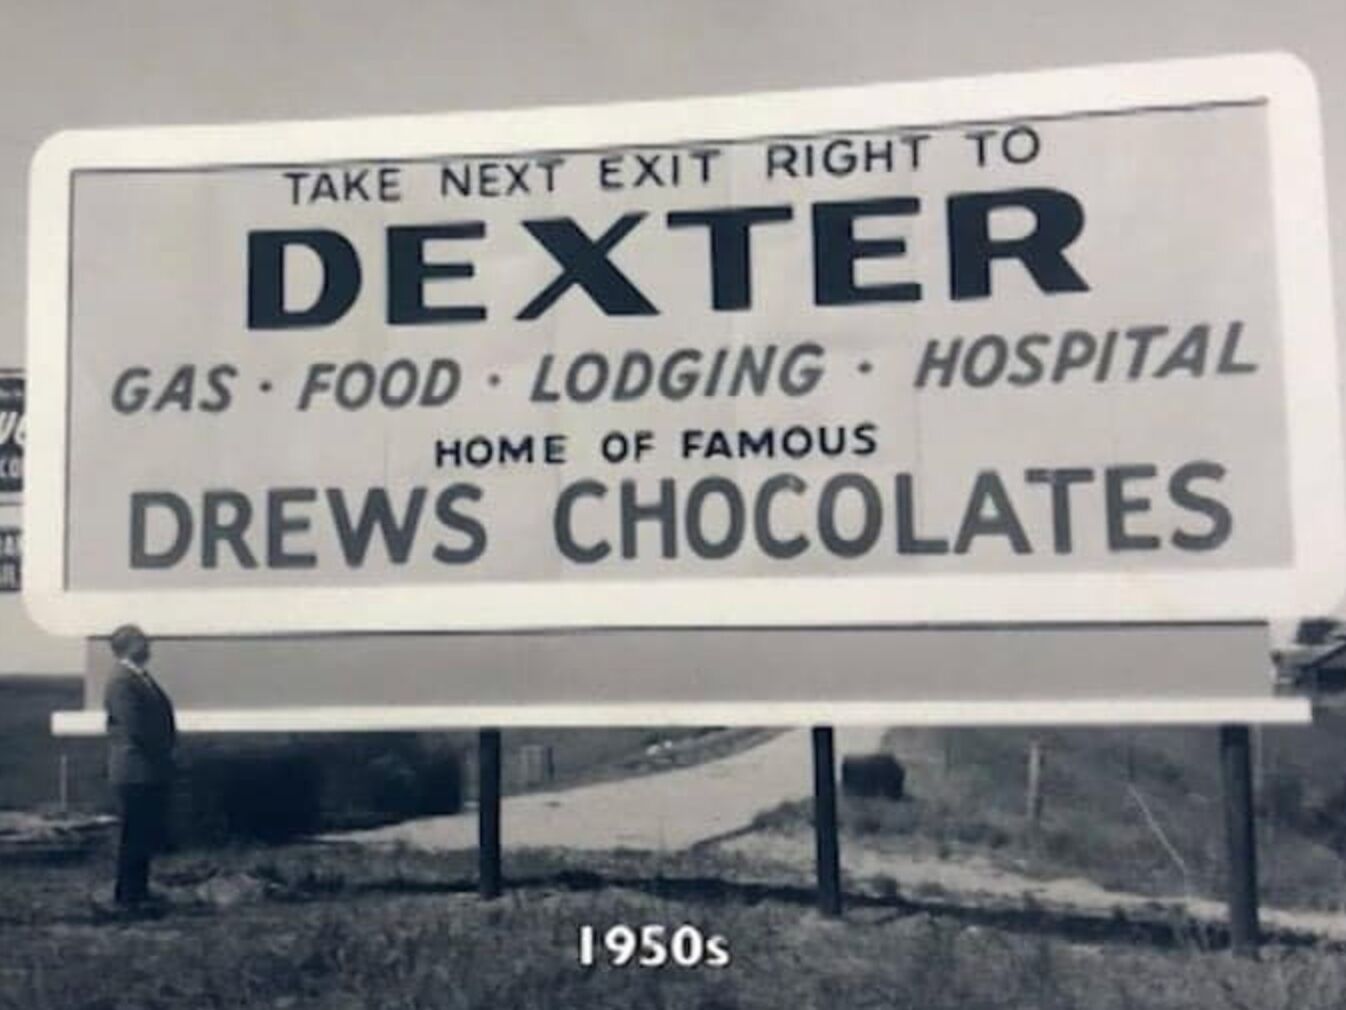 TAKE NEXT EXIT RIGHT TO
DEXTER
GAS · FOOD · LODGING · HOSPITAL
HOME OF FAMOUS
DREWS CHOCOLATES
1950s